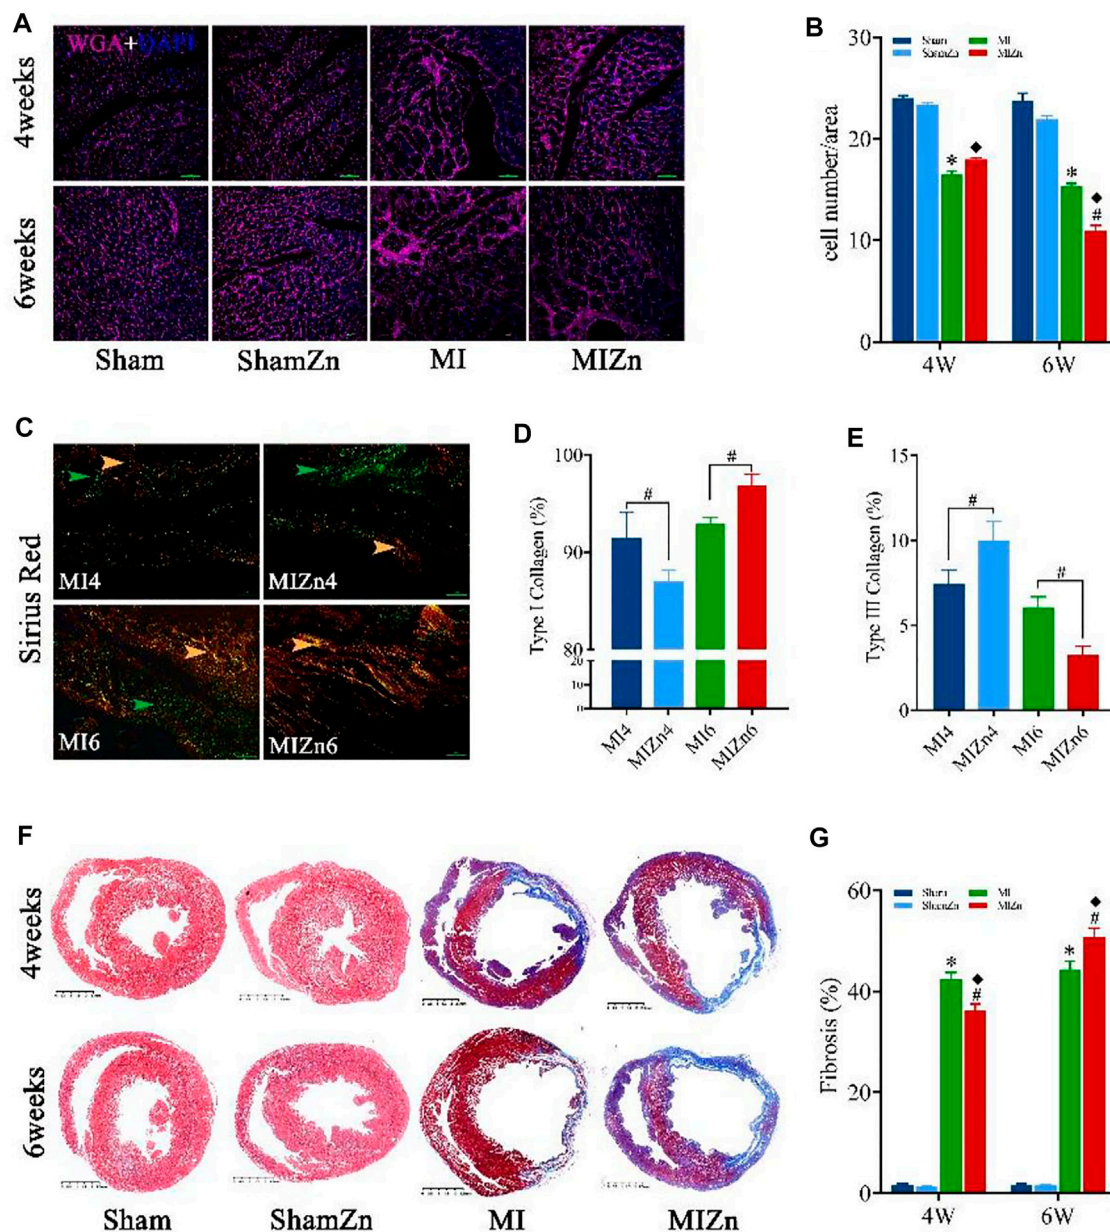 A
WGA+DAPI
4weeks
6weeks
Sham ShamZn MI MIZn
B
Sham MI
ShamZn MIZn
30
20
10
0
cell number/area
* ◆
* ◆
#
4W 6W
C
Sirius Red
MI4 MIZn4
MI6 MIZn6
D
100
90
80
20
10
0
Type I Collagen (%)
# #
MI4 MIZn4 MI6 MIZn6
E
15
10
5
0
Type III Collagen (%)
# #
MI4 MIZn4 MI6 MIZn6
F
4weeks
6weeks
Sham ShamZn MI MIZn
G
Sham MI
ShamZn MIZn
60
40
20
0
Fibrosis (%)
* ◆
#
* ◆
#
4W 6W